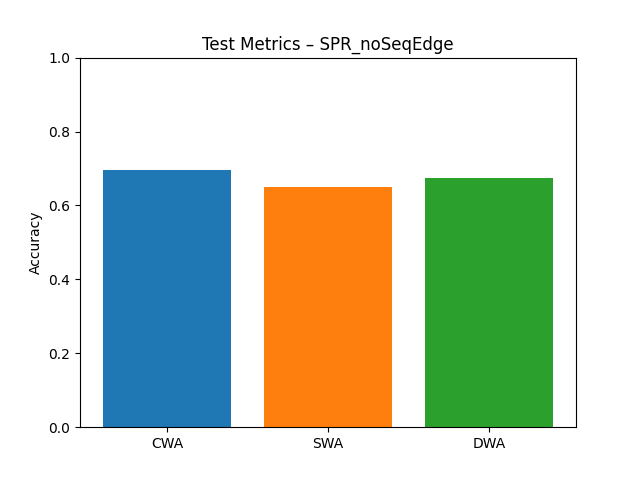 Test Metrics – SPR_noSeqEdge
1.0
0.8
0.6
0.4
0.2
0.0
Accuracy
CWA
SWA
DWA